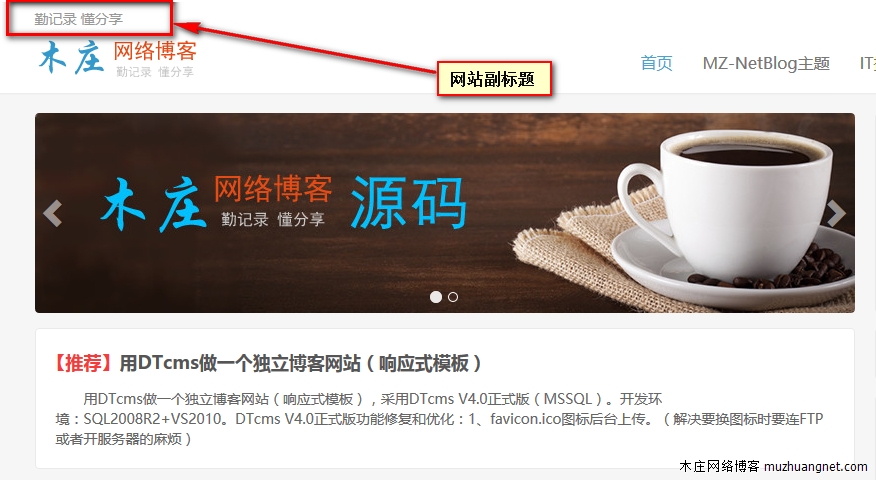 勤记录 懂分享
木庄 网络博客
勤记录 懂分享
网站副标题
首页 MZ-NetBlog主题
木庄 网络博客 源码
勤记录 懂分享
【推荐】用DTcms做一个独立博客网站（响应式模板）
用DTcms做一个独立博客网站（响应式模板），采用DTcms V4.0正式版（MSSQL）。开发环
境：SQL2008R2+VS2010。DTcms V4.0正式版功能修复和优化：1、favicon.ico图标后台上传。（解决要换图标时要连FTP
或者开服务器的麻烦）
木庄网络博客 muzhuangnet.com